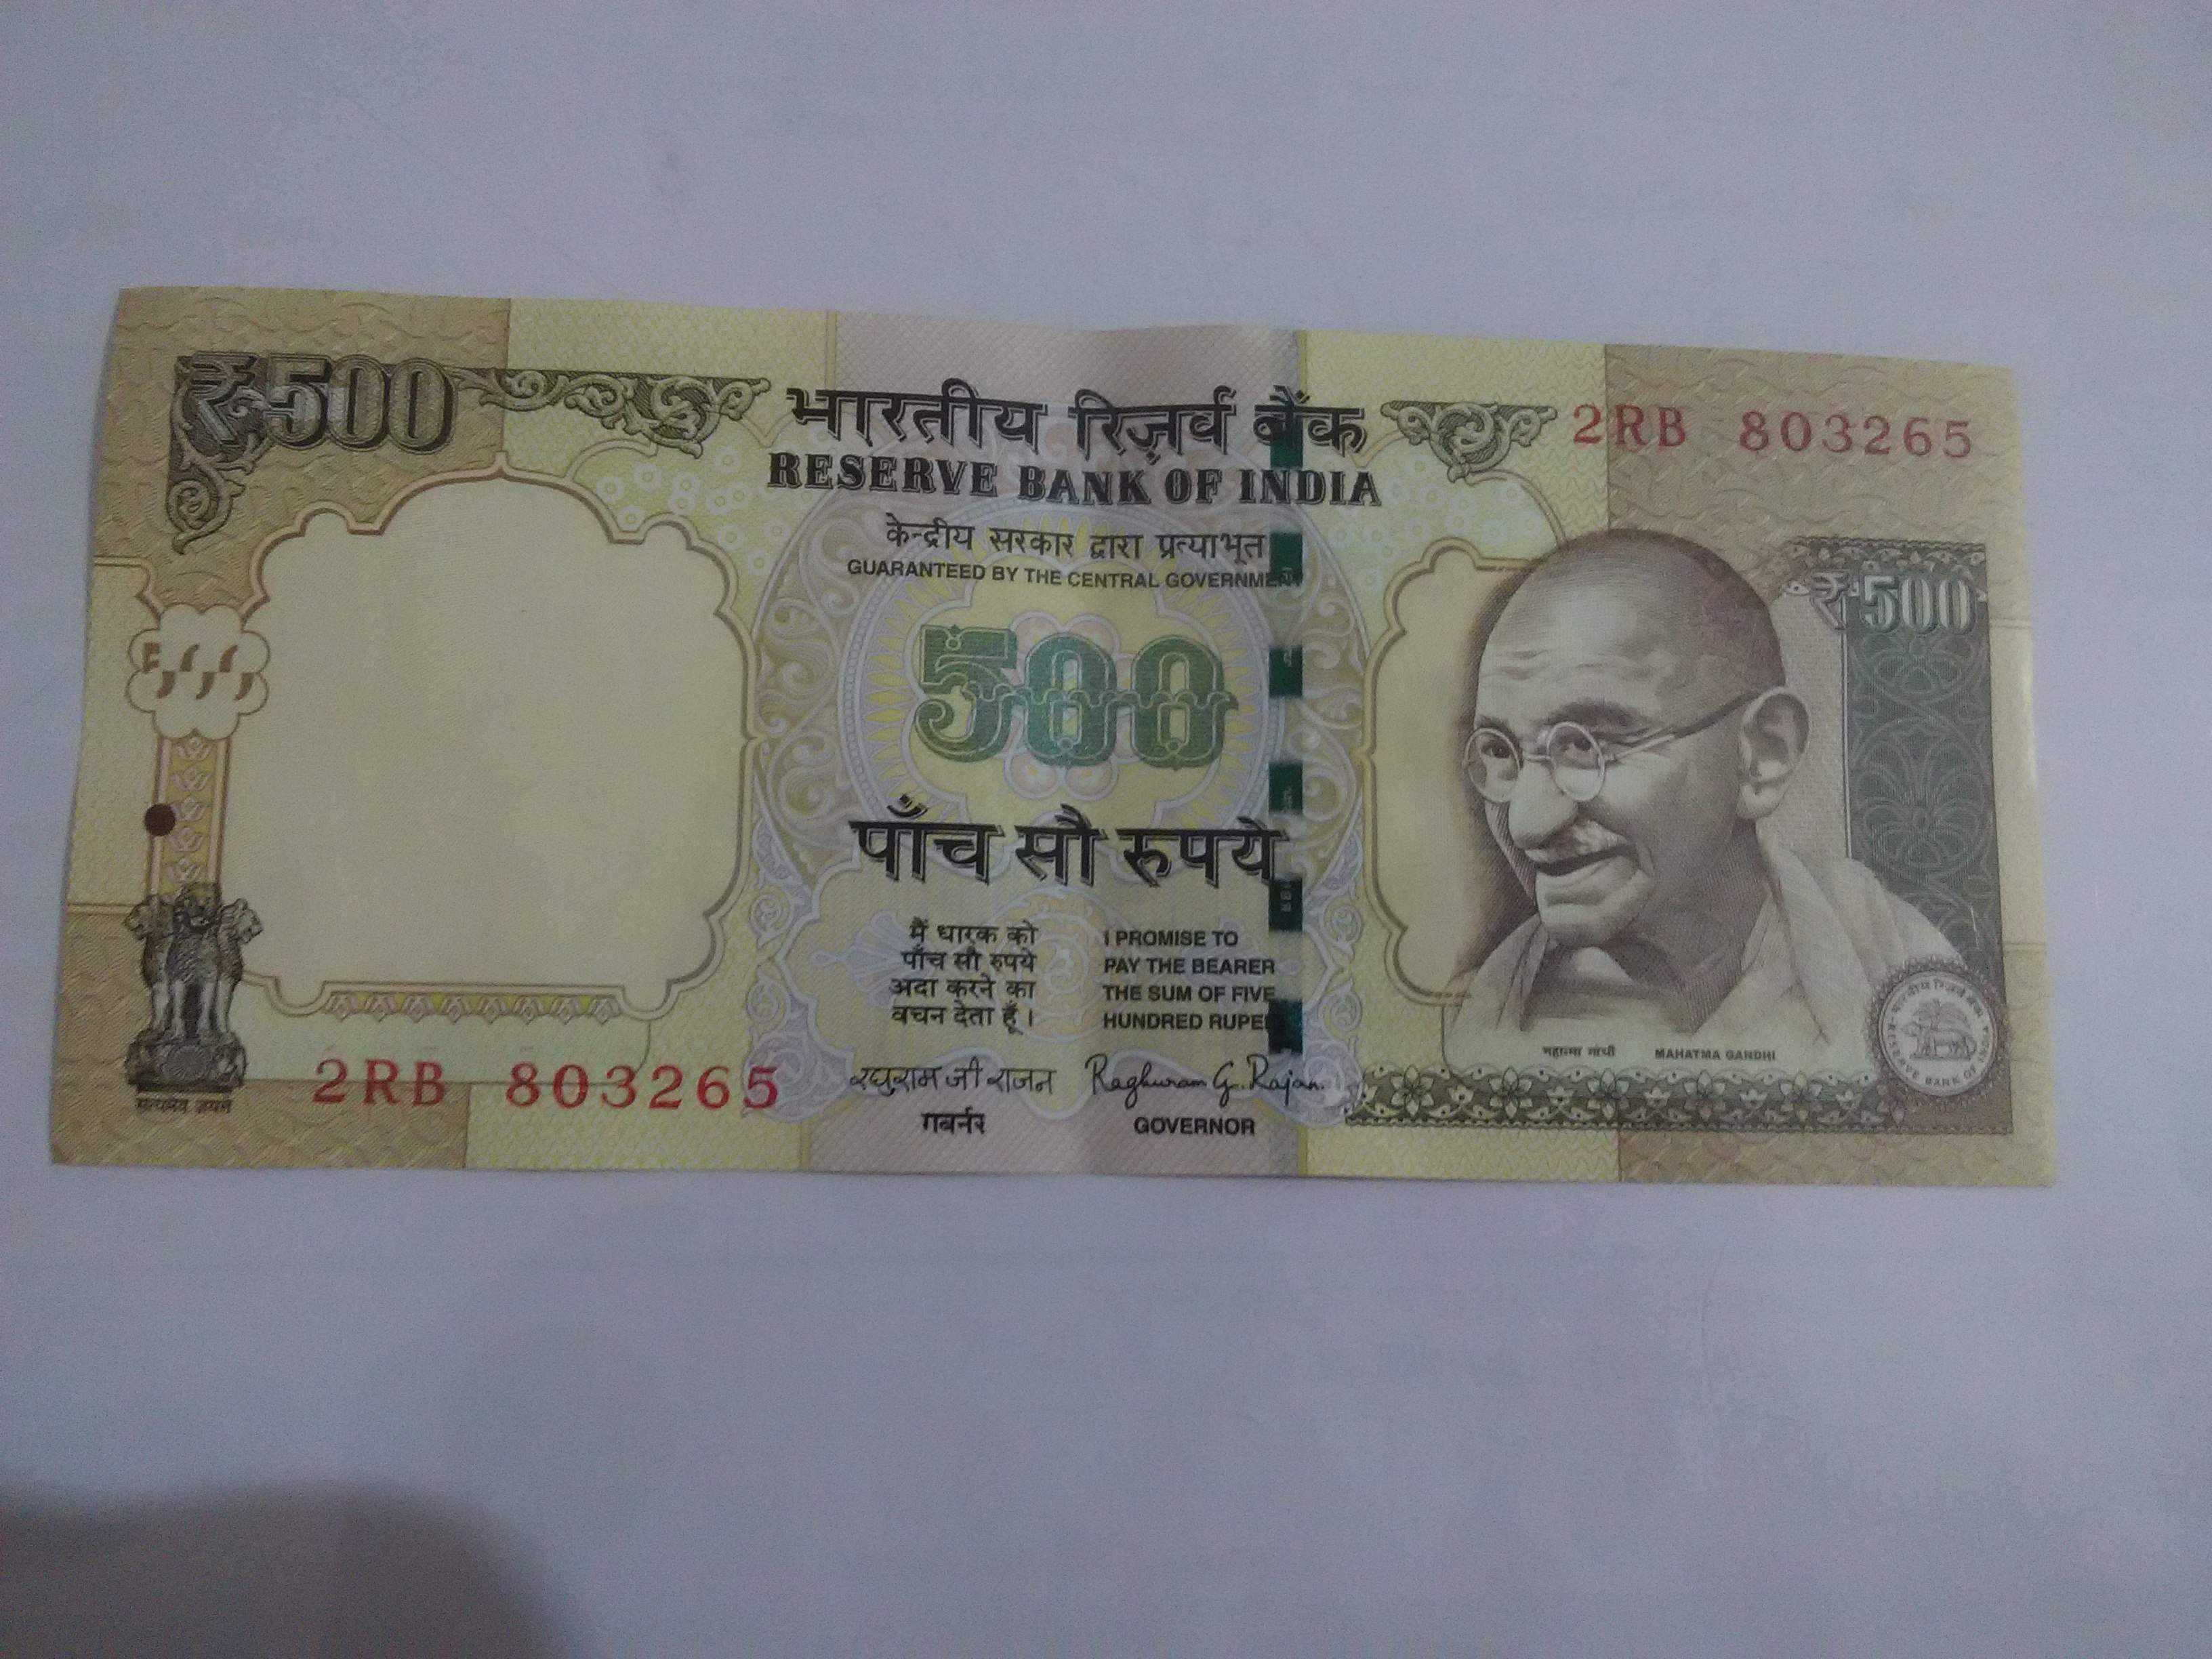 ₹500
भारतीय रिज़र्व बैंक
2RB 803265
RESERVE BANK OF INDIA
केन्द्रीय सरकार द्वारा प्रत्याभूत
GUARANTEED BY THE CENTRAL GOVERNMENT
500
₹500
पाँच सौ रुपये
मैं धारक को
पाँच सौ रुपये
अदा करने का
वचन देता हूँ।
I PROMISE TO
PAY THE BEARER
THE SUM OF FIVE
HUNDRED RUPEE
महात्मा गांधी MAHATMA GANDHI
भारतीय रिज़र्व बैंक
RESERVE BANK OF INDIA
2RB 803265
रघुराम जी राजन
Raghuram G. Rajan
सत्यमेव जयते
गवर्नर
GOVERNOR